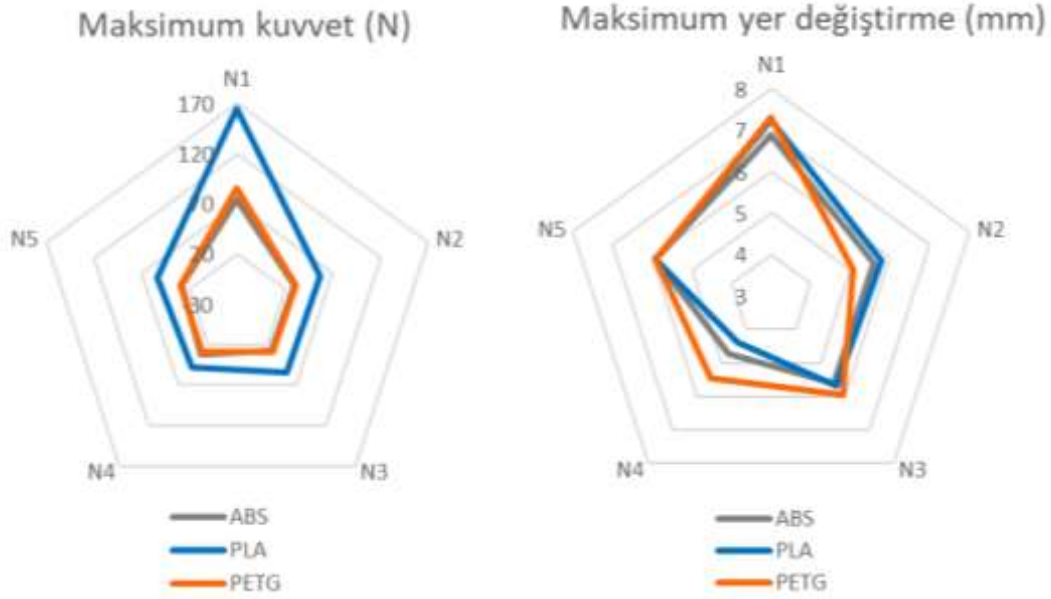 Maksimum kuvvet (N)
N1
170
120
20
N5
N2
N4
N3
ABS
PLA
PETG
Maksimum yer değiştirme (mm)
N1
8
7
6
5
4
3
N5
N2
N4
N3
ABS
PLA
PETG